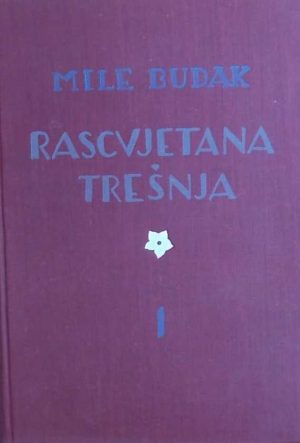 MILE BUDAK
RASCVJETANA
TREŠNJA
I